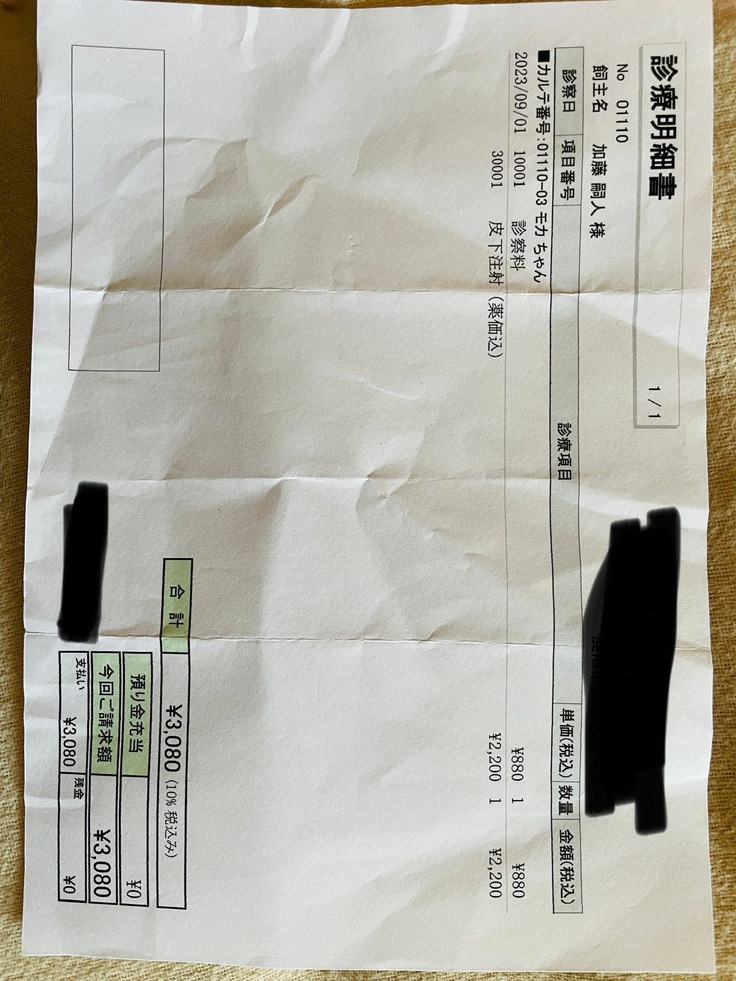 診療明細書 1 / 1
No 01110
飼主名 加藤 嗣人 様
診察日 項目番号 診療項目 単価(税込) 数量 金額(税込)
■カルテ番号:01110-03 モカ ちゃん
2023/09/01 10001 診察料 ¥880 1 ¥880
30001 皮下注射 (薬価込) ¥2,200 1 ¥2,200
合 計 ¥3,080 (10% 税込み)
預り金充当 ¥0
今回ご請求額 ¥3,080
支払い ¥3,080 残金 ¥0